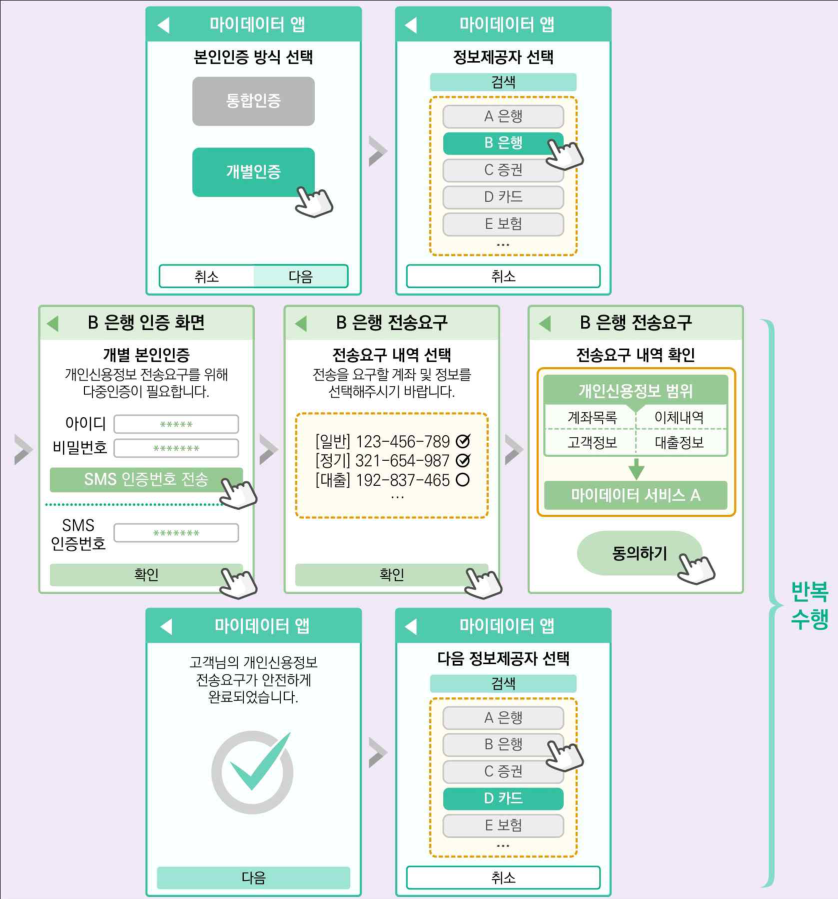 마이데이터 앱
본인인증 방식 선택
통합인증
개별인증
취소
다음
마이데이터 앱
정보제공자 선택
검색
A 은행
B 은행
C 증권
D 카드
E 보험
...
취소
B 은행 인증 화면
개별 본인인증
개인신용정보 전송요구를 위해
다중인증이 필요합니다.
아이디 *****
비밀번호 *******
SMS 인증번호 전송
SMS
인증번호 *******
확인
B 은행 전송요구
전송요구 내역 선택
전송을 요구할 계좌 및 정보를
선택해주시기 바랍니다.
[일반] 123-456-789
[정기] 321-654-987
[대출] 192-837-465
...
확인
B 은행 전송요구
전송요구 내역 확인
개인신용정보 범위
계좌목록 이체내역
고객정보 대출정보
마이데이터 서비스 A
동의하기
반복
수행
마이데이터 앱
고객님의 개인신용정보
전송요구가 안전하게
완료되었습니다.
다음
마이데이터 앱
다음 정보제공자 선택
검색
A 은행
B 은행
C 증권
D 카드
E 보험
...
취소